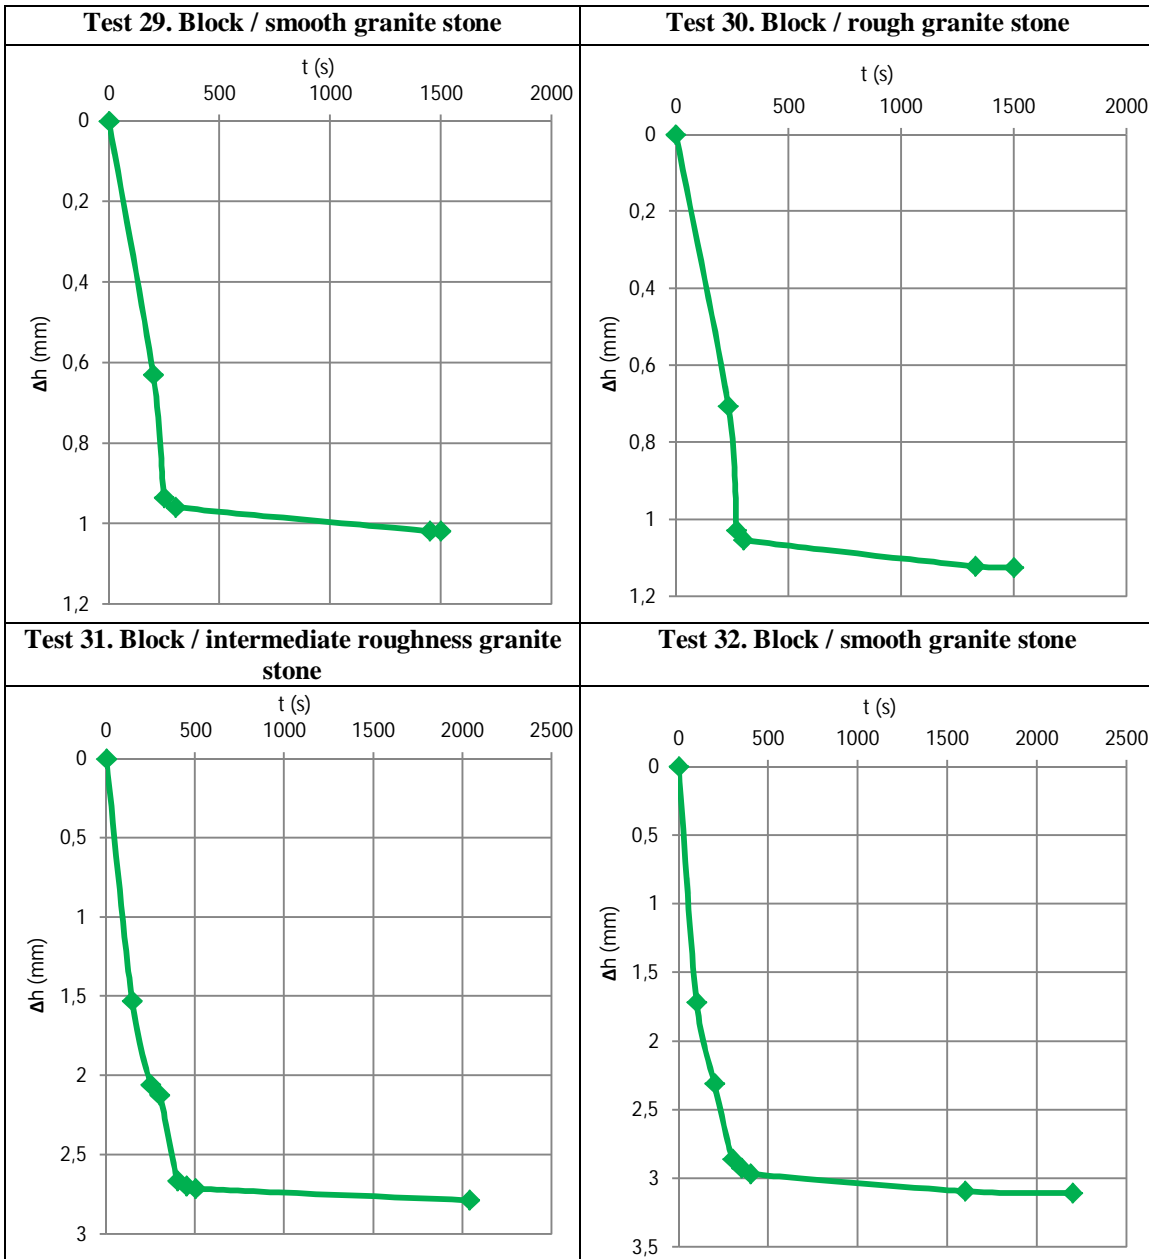 Test 29. Block / smooth granite stone
t (s)
0 500 1000 1500 2000
0
0,2
0,4
0,6
0,8
1
1,2
Δh (mm)
Test 30. Block / rough granite stone
t (s)
0 500 1000 1500 2000
0
0,2
0,4
0,6
0,8
1
1,2
Δh (mm)
Test 31. Block / intermediate roughness granite
stone
t (s)
0 500 1000 1500 2000 2500
0
0,5
1
1,5
2
2,5
3
Δh (mm)
Test 32. Block / smooth granite stone
t (s)
0 500 1000 1500 2000 2500
0
0,5
1
1,5
2
2,5
3
3,5
Δh (mm)